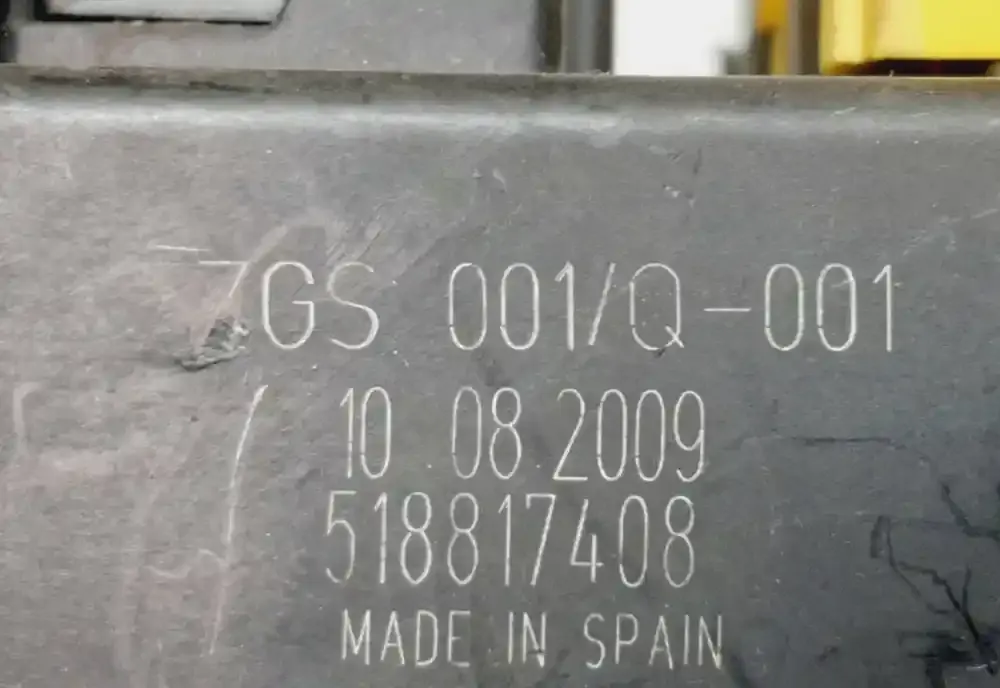 7GS 001/Q-001
10 08 2009
518817408
MADE IN SPAIN